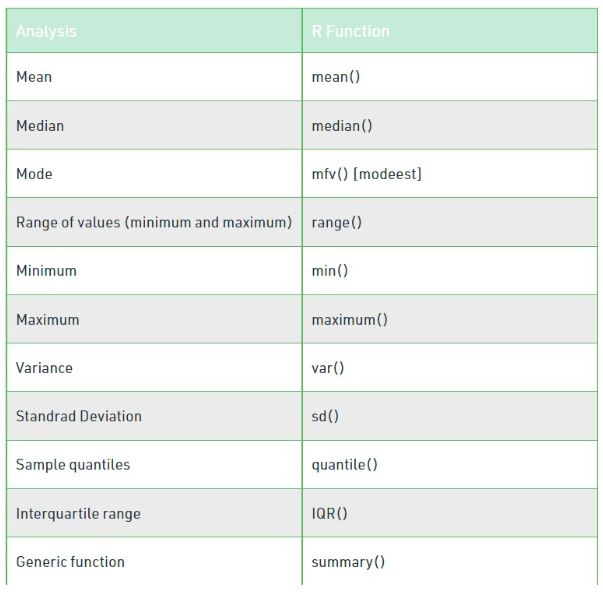 Analysis R Function
Mean mean()
Median median()
Mode mfv() [modeest]
Range of values (minimum and maximum) range()
Minimum min()
Maximum maximum()
Variance var()
Standrad Deviation sd()
Sample quantiles quantile()
Interquartile range IQR()
Generic function summary()